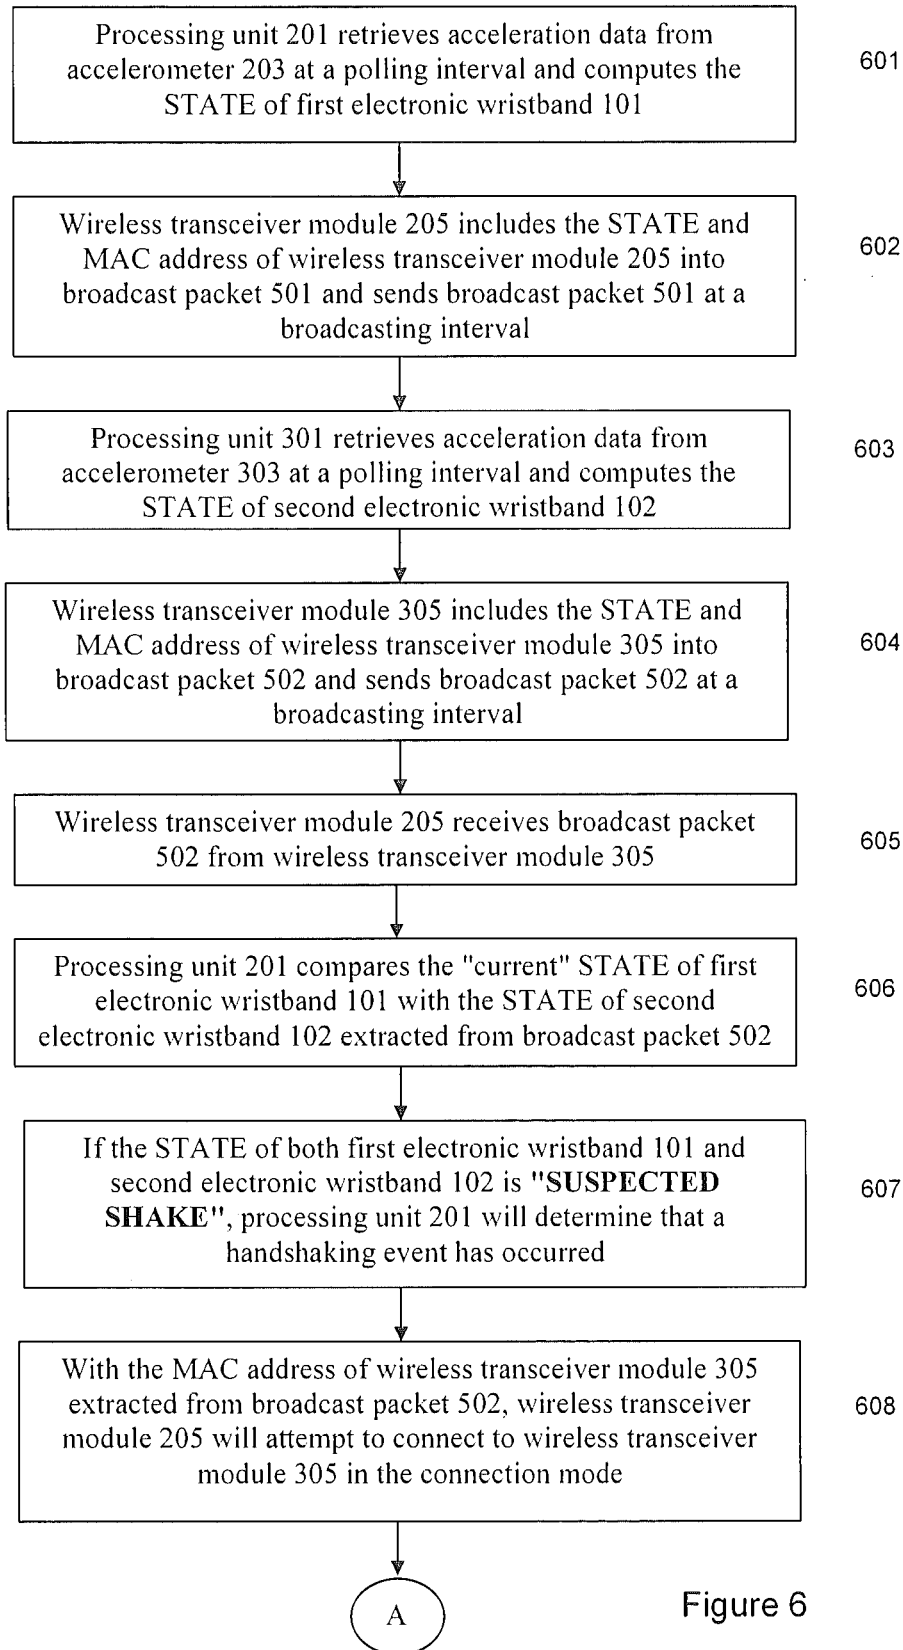 Processing unit 201 retrieves acceleration data from
accelerometer 203 at a polling interval and computes the
STATE of first electronic wristband 101
601
Wireless transceiver module 205 includes the STATE and
MAC address of wireless transceiver module 205 into
broadcast packet 501 and sends broadcast packet 501 at a
broadcasting interval
602
Processing unit 301 retrieves acceleration data from
accelerometer 303 at a polling interval and computes the
STATE of second electronic wristband 102
603
Wireless transceiver module 305 includes the STATE and
MAC address of wireless transceiver module 305 into
broadcast packet 502 and sends broadcast packet 502 at a
broadcasting interval
604
Wireless transceiver module 205 receives broadcast packet
502 from wireless transceiver module 305
605
Processing unit 201 compares the "current" STATE of first
electronic wristband 101 with the STATE of second
electronic wristband 102 extracted from broadcast packet 502
606
If the STATE of both first electronic wristband 101 and
second electronic wristband 102 is "SUSPECTED
SHAKE", processing unit 201 will determine that a
handshaking event has occurred
607
With the MAC address of wireless transceiver module 305
extracted from broadcast packet 502, wireless transceiver
module 205 will attempt to connect to wireless transceiver
module 305 in the connection mode
608
A
Figure 6